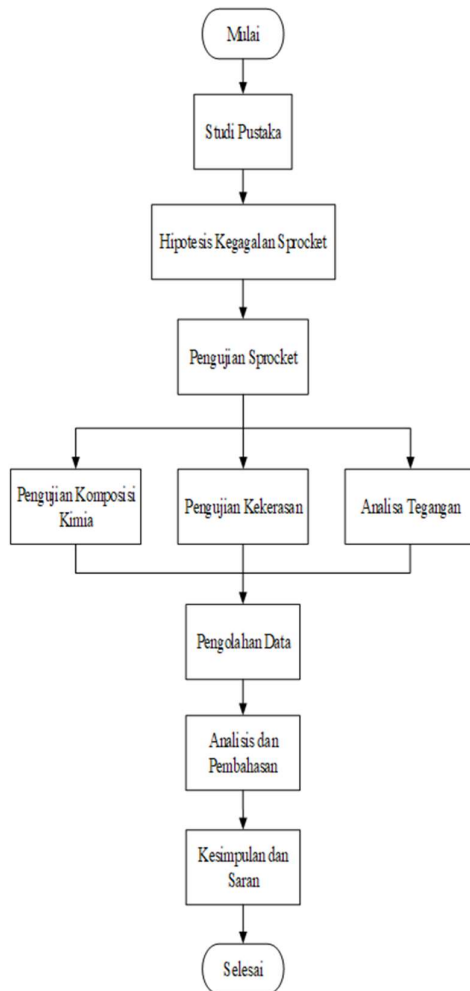 Mulai
Studi Pustaka
Hipotesis Kegagalan Sprocket
Pengujian Sprocket
Pengujian Komposisi
Kimia
Pengujian Kekerasan
Analisa Tegangan
Pengolahan Data
Analisis dan
Pembahasan
Kesimpulan dan
Saran
Selesai